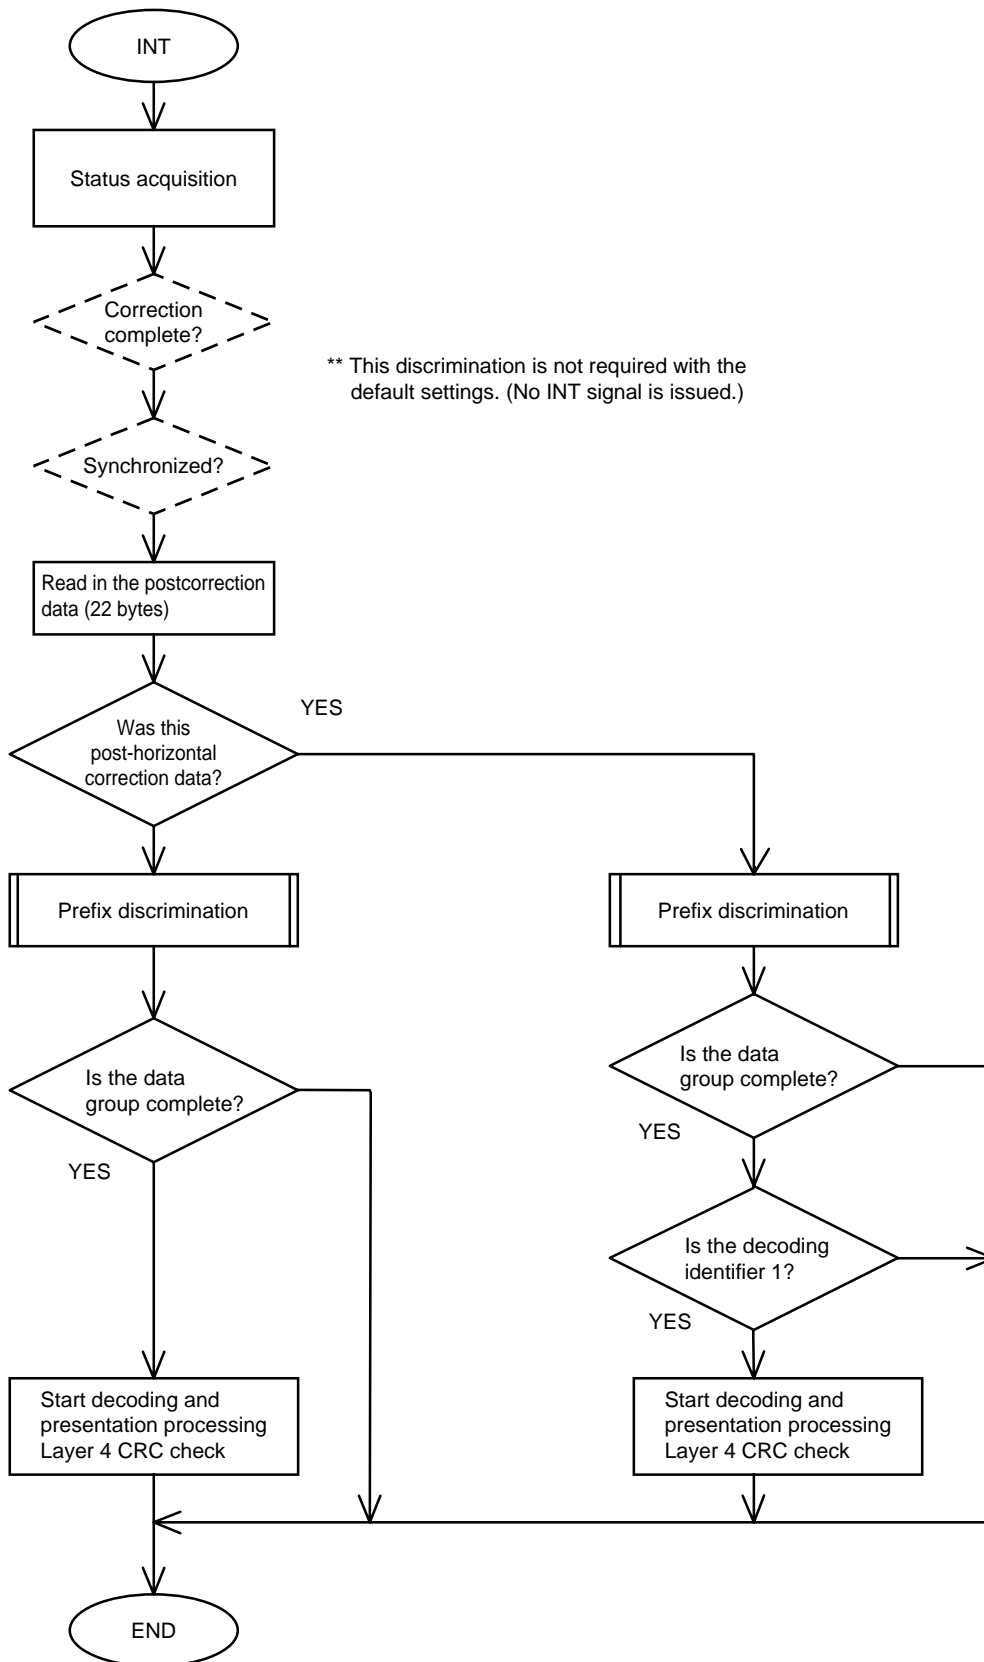 INT
Status acquisition
Correction
complete?
** This discrimination is not required with the
default settings. (No INT signal is issued.)
Synchronized?
Read in the postcorrection
data (22 bytes)
YES
Was this
post-horizontal
correction data?
Prefix discrimination
Prefix discrimination
Is the data
group complete?
YES
Is the data
group complete?
YES
Is the decoding
identifier 1?
YES
Start decoding and
presentation processing
Layer 4 CRC check
Start decoding and
presentation processing
Layer 4 CRC check
END